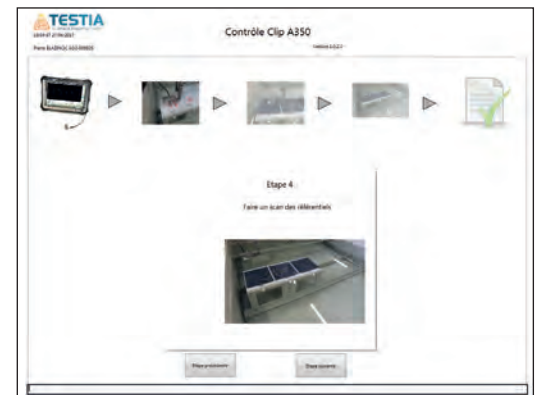 TESTIA
Contrôle Clip A350
Etape 4
Faire un scan des référentiels
Etape précédente
Etape suivante